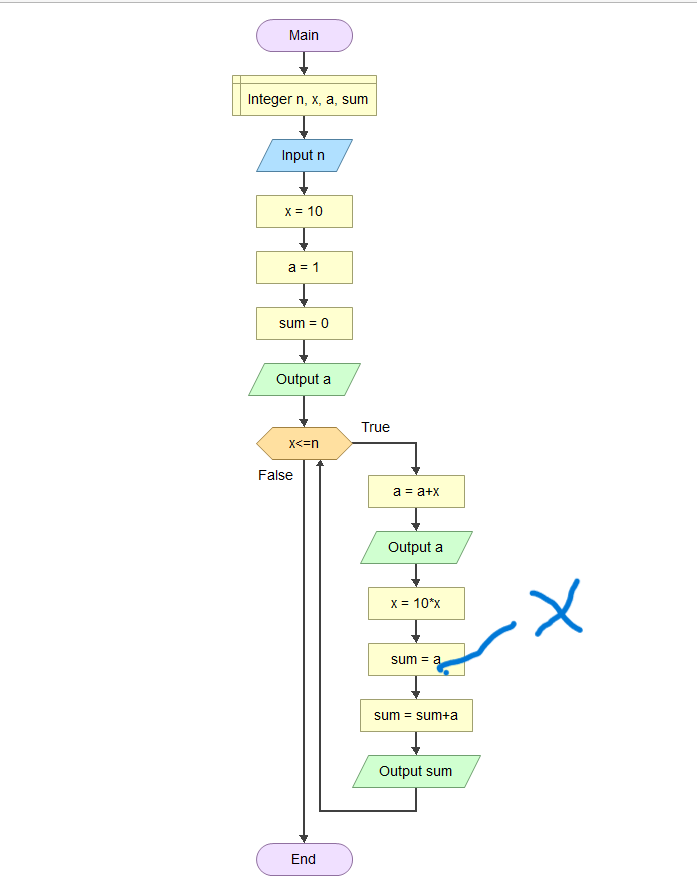 Main
Integer n, x, a, sum
Input n
x = 10
a = 1
sum = 0
Output a
x<=n
True
False
a = a+x
Output a
x = 10*x
X
sum = a
sum = sum+a
Output sum
End